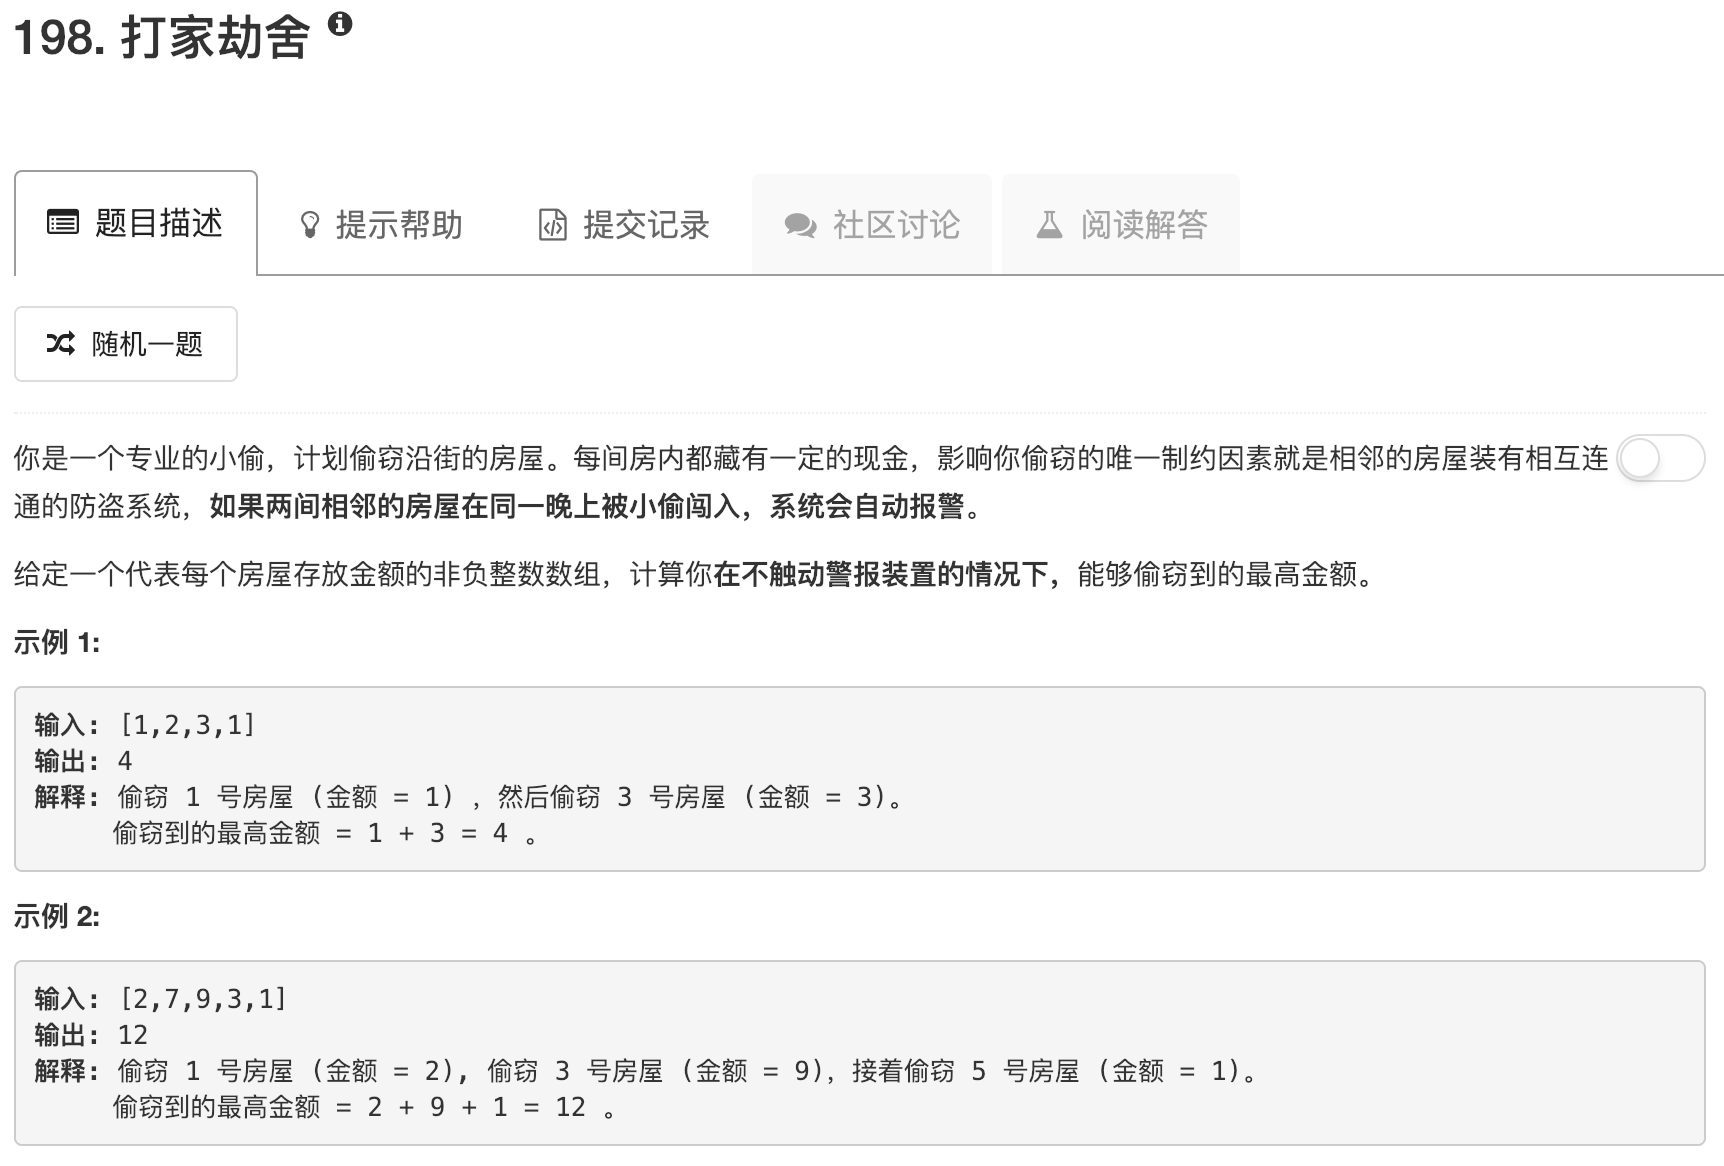 198. 打家劫舍
题目描述
提示帮助
提交记录
社区讨论
阅读解答
随机一题
你是一个专业的小偷，计划偷窃沿街的房屋。每间房内都藏有一定的现金，影响你偷窃的唯一制约因素就是相邻的房屋装有相互连
通的防盗系统，如果两间相邻的房屋在同一晚上被小偷闯入，系统会自动报警。
给定一个代表每个房屋存放金额的非负整数数组，计算你在不触动警报装置的情况下，能够偷窃到的最高金额。
示例 1:
输入: [1,2,3,1]
输出: 4
解释: 偷窃 1 号房屋 (金额 = 1) ，然后偷窃 3 号房屋 (金额 = 3)。
偷窃到的最高金额 = 1 + 3 = 4 。
示例 2:
输入: [2,7,9,3,1]
输出: 12
解释: 偷窃 1 号房屋 (金额 = 2), 偷窃 3 号房屋 (金额 = 9)，接着偷窃 5 号房屋 (金额 = 1)。
偷窃到的最高金额 = 2 + 9 + 1 = 12 。